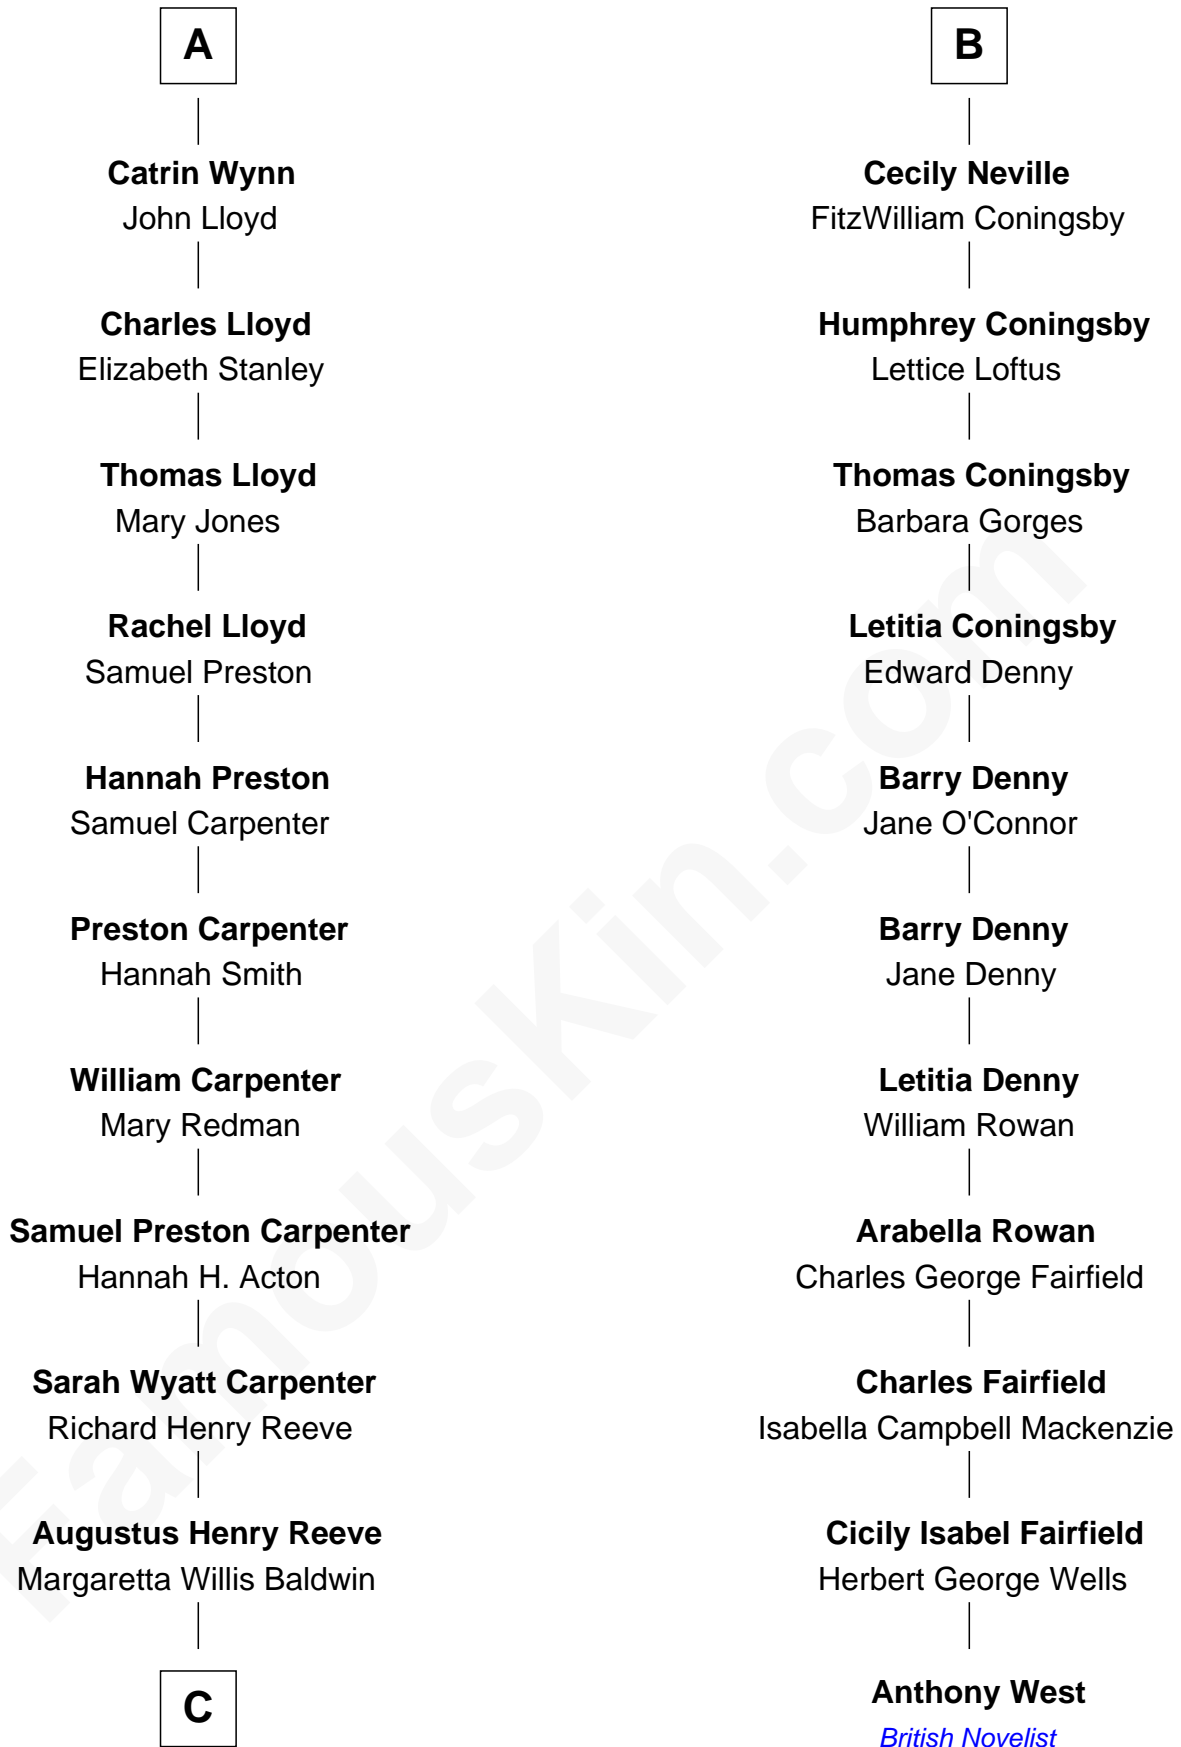 A
Catrin Wynn
John Lloyd
Charles Lloyd
Elizabeth Stanley
Thomas Lloyd
Mary Jones
Rachel Lloyd
Samuel Preston
Hannah Preston
Samuel Carpenter
Preston Carpenter
Hannah Smith
William Carpenter
Mary Redman
Samuel Preston Carpenter
Hannah H. Acton
Sarah Wyatt Carpenter
Richard Henry Reeve
Augustus Henry Reeve
Margaretta Willis Baldwin
C
B
Cecily Neville
FitzWilliam Coningsby
Humphrey Coningsby
Lettice Loftus
Thomas Coningsby
Barbara Gorges
Letitia Coningsby
Edward Denny
Barry Denny
Jane O'Connor
Barry Denny
Jane Denny
Letitia Denny
William Rowan
Arabella Rowan
Charles George Fairfield
Charles Fairfield
Isabella Campbell Mackenzie
Cicily Isabel Fairfield
Herbert George Wells
Anthony West
British Novelist
FamousKin.com